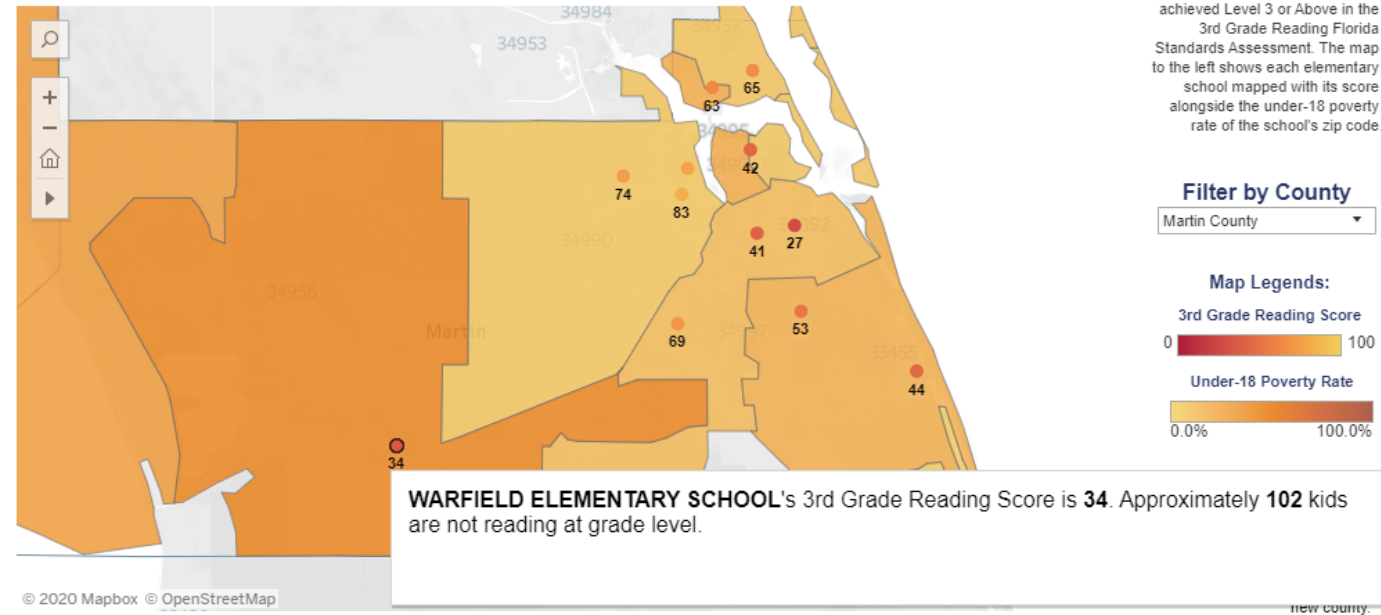 achieved Level 3 or Above in the
3rd Grade Reading Florida
Standards Assessment. The map
to the left shows each elementary
school mapped with its score
alongside the under-18 poverty
rate of the school's zip code
34984
34953
34957
65
63
34995
42
74
83
34990
34992
41
27
34956
Martin
69
34997
53
33455
44
34
Filter by County
Martin County
Map Legends:
3rd Grade Reading Score
0 100
Under-18 Poverty Rate
0.0% 100.0%
WARFIELD ELEMENTARY SCHOOL's 3rd Grade Reading Score is 34. Approximately 102 kids
are not reading at grade level.
© 2020 Mapbox © OpenStreetMap
new county.